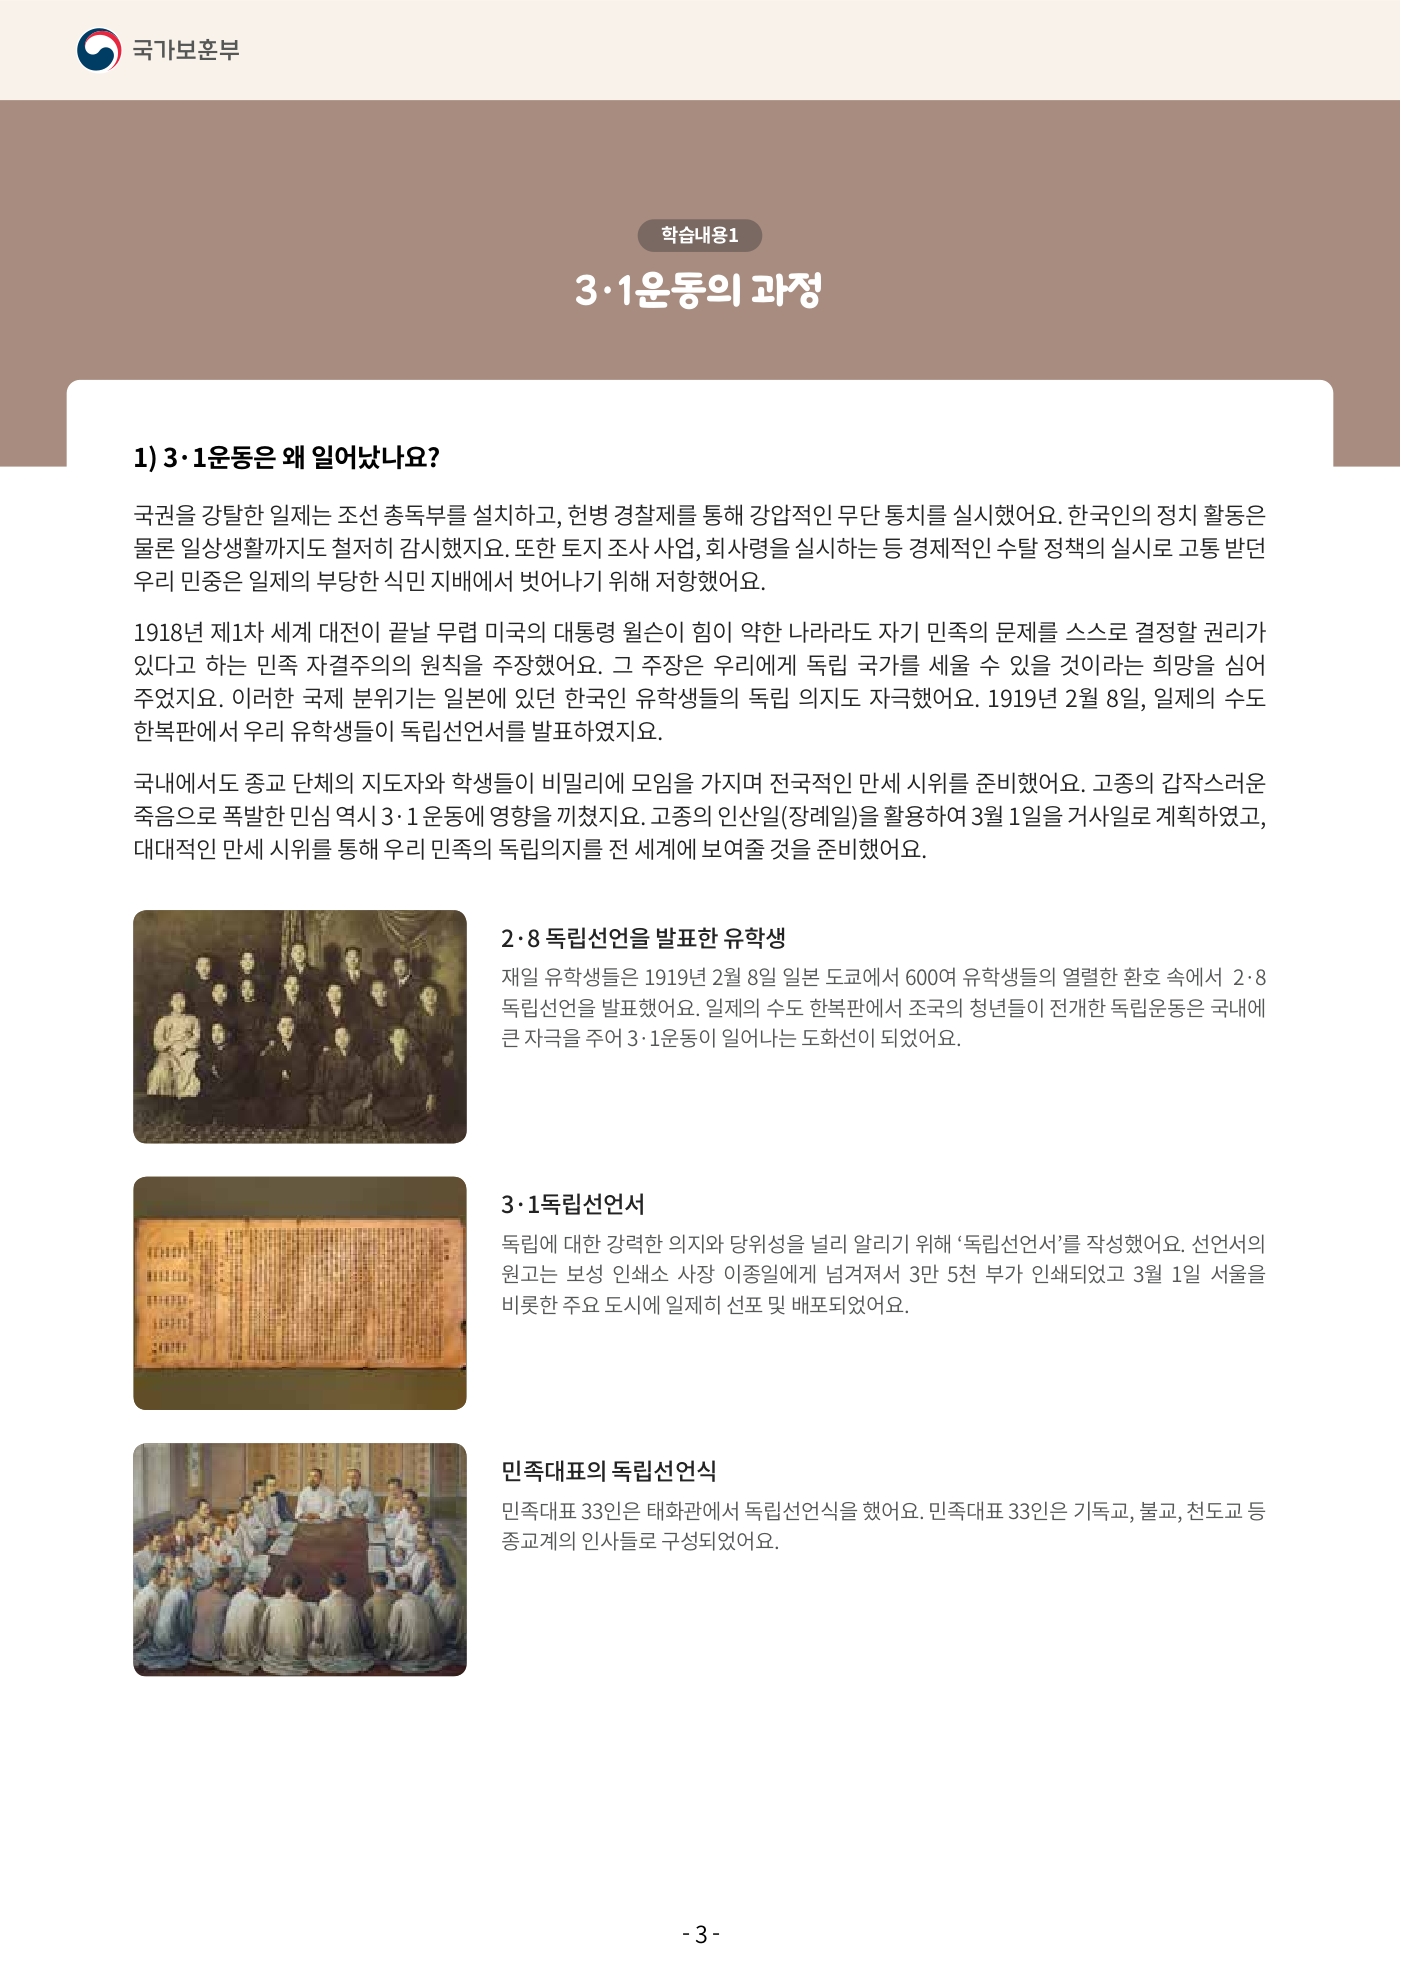 국가보훈부
학습내용1
3·1운동의 과정
1) 3·1운동은 왜 일어났나요?
국권을 강탈한 일제는 조선 총독부를 설치하고, 헌병 경찰제를 통해 강압적인 무단 통치를 실시했어요. 한국인의 정치 활동은
물론 일상생활까지도 철저히 감시했지요. 또한 토지 조사 사업, 회사령을 실시하는 등 경제적인 수탈 정책의 실시로 고통 받던
우리 민중은 일제의 부당한 식민 지배에서 벗어나기 위해 저항했어요.
1918년 제1차 세계 대전이 끝날 무렵 미국의 대통령 윌슨이 힘이 약한 나라라도 자기 민족의 문제를 스스로 결정할 권리가
있다고 하는 민족 자결주의의 원칙을 주장했어요. 그 주장은 우리에게 독립 국가를 세울 수 있을 것이라는 희망을 심어
주었지요. 이러한 국제 분위기는 일본에 있던 한국인 유학생들의 독립 의지도 자극했어요. 1919년 2월 8일, 일제의 수도
한복판에서 우리 유학생들이 독립선언서를 발표하였지요.
국내에서도 종교 단체의 지도자와 학생들이 비밀리에 모임을 가지며 전국적인 만세 시위를 준비했어요. 고종의 갑작스러운
죽음으로 폭발한 민심 역시 3·1 운동에 영향을 끼쳤지요. 고종의 인산일(장례일)을 활용하여 3월 1일을 거사일로 계획하였고,
대대적인 만세 시위를 통해 우리 민족의 독립의지를 전 세계에 보여줄 것을 준비했어요.
2·8 독립선언을 발표한 유학생
재일 유학생들은 1919년 2월 8일 일본 도쿄에서 600여 유학생들의 열렬한 환호 속에서 2·8
독립선언을 발표했어요. 일제의 수도 한복판에서 조국의 청년들이 전개한 독립운동은 국내에
큰 자극을 주어 3·1운동이 일어나는 도화선이 되었어요.
3·1독립선언서
독립에 대한 강력한 의지와 당위성을 널리 알리기 위해 ‘독립선언서’를 작성했어요. 선언서의
원고는 보성 인쇄소 사장 이종일에게 넘겨져서 3만 5천 부가 인쇄되었고 3월 1일 서울을
비롯한 주요 도시에 일제히 선포 및 배포되었어요.
민족대표의 독립선언식
민족대표 33인은 태화관에서 독립선언식을 했어요. 민족대표 33인은 기독교, 불교, 천도교 등
종교계의 인사들로 구성되었어요.
- 3 -